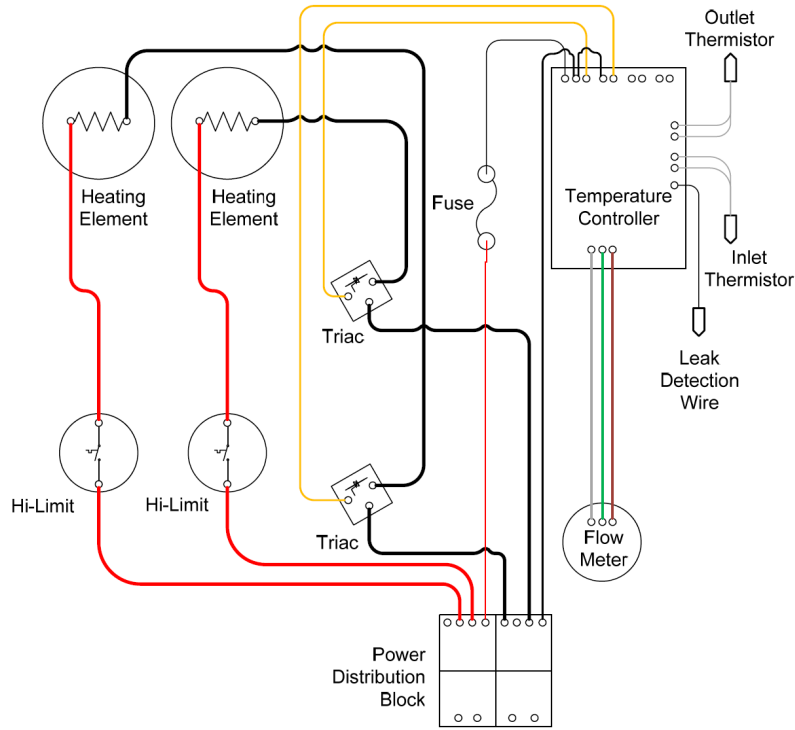 Outlet
Thermistor
Heating
Element
Heating
Element
Fuse
Temperature
Controller
Inlet
Thermistor
Triac
Leak
Detection
Wire
Hi-Limit
Hi-Limit
Triac
Flow
Meter
Power
Distribution
Block